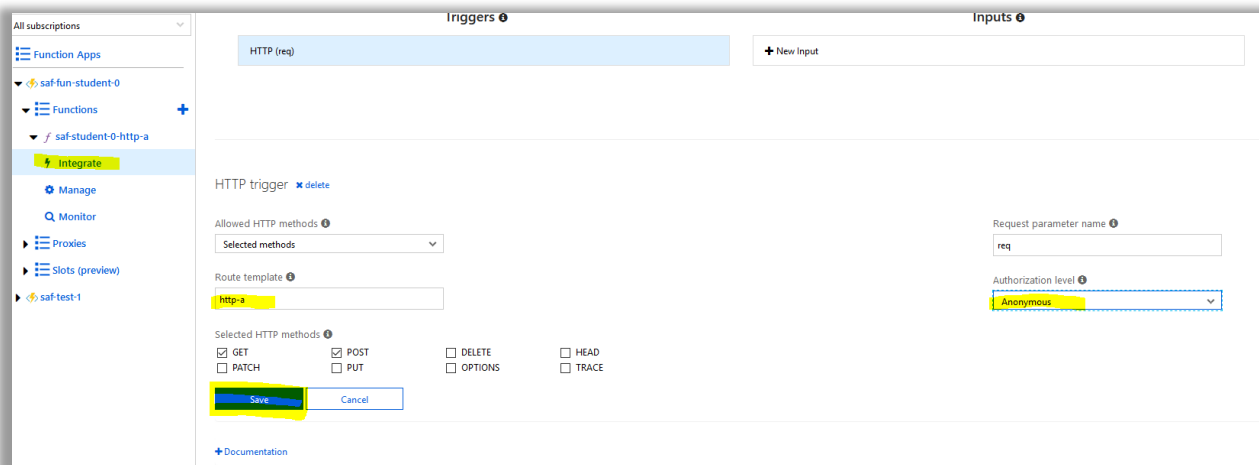 All subscriptions
Function Apps
saf-fun-student-0
Functions
f saf-student-0-http-a
Integrate
Manage
Monitor
Proxies
Slots (preview)
saf-test-1
Triggers
HTTP (req)
Inputs
New Input
HTTP trigger delete
Allowed HTTP methods
Selected methods
Request parameter name
req
Route template
http-a
Authorization level
Anonymous
Selected HTTP methods
GET POST DELETE HEAD
PATCH PUT OPTIONS TRACE
Save Cancel
Documentation